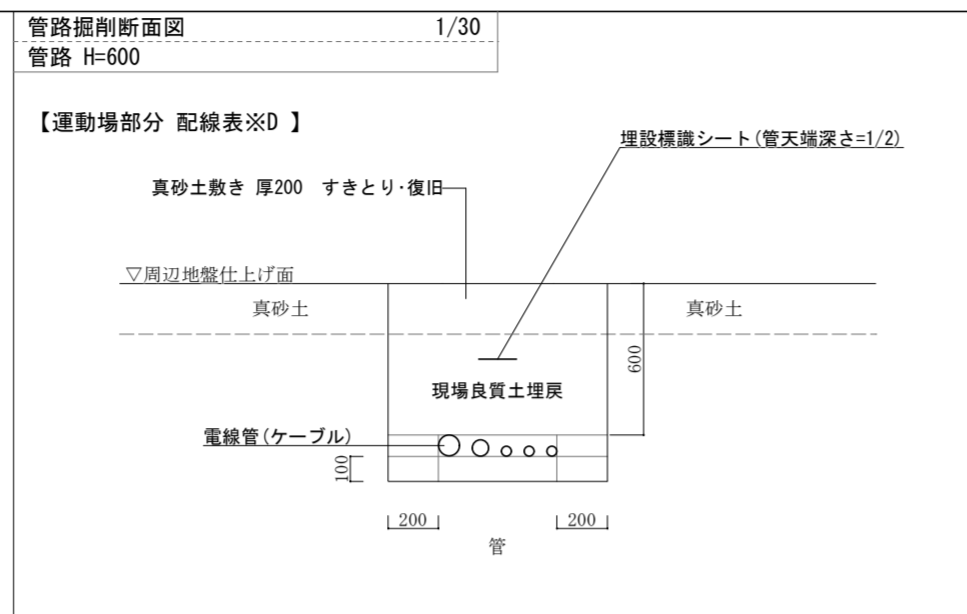 管路掘削断面図 1/30
管路 H=600
【運動場部分 配線表※D 】
埋設標識シート(管天端深さ=1/2)
真砂土敷き 厚200 すきとり・復旧
▽周辺地盤仕上げ面
真砂土 真砂土
600
現場良質土埋戻
電線管(ケーブル)
100
200 200
管